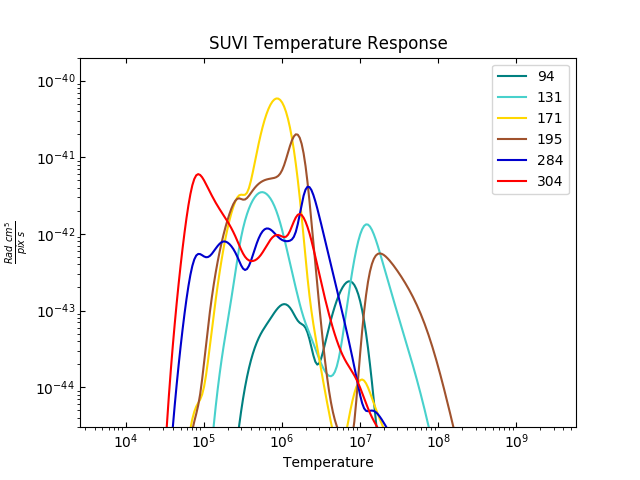 SUVI Temperature Response
94
131
171
195
284
304
10⁻⁴⁰
10⁻⁴¹
10⁻⁴²
10⁻⁴³
10⁻⁴⁴
Rad cm⁵
pix s
10⁴ 10⁵ 10⁶ 10⁷ 10⁸ 10⁹
Temperature